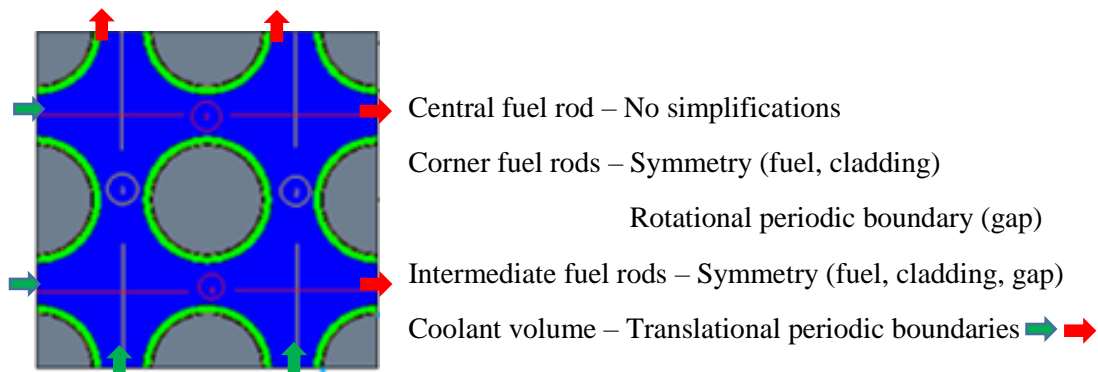 Central fuel rod – No simplifications
Corner fuel rods – Symmetry (fuel, cladding)
Rotational periodic boundary (gap)
Intermediate fuel rods – Symmetry (fuel, cladding, gap)
Coolant volume – Translational periodic boundaries